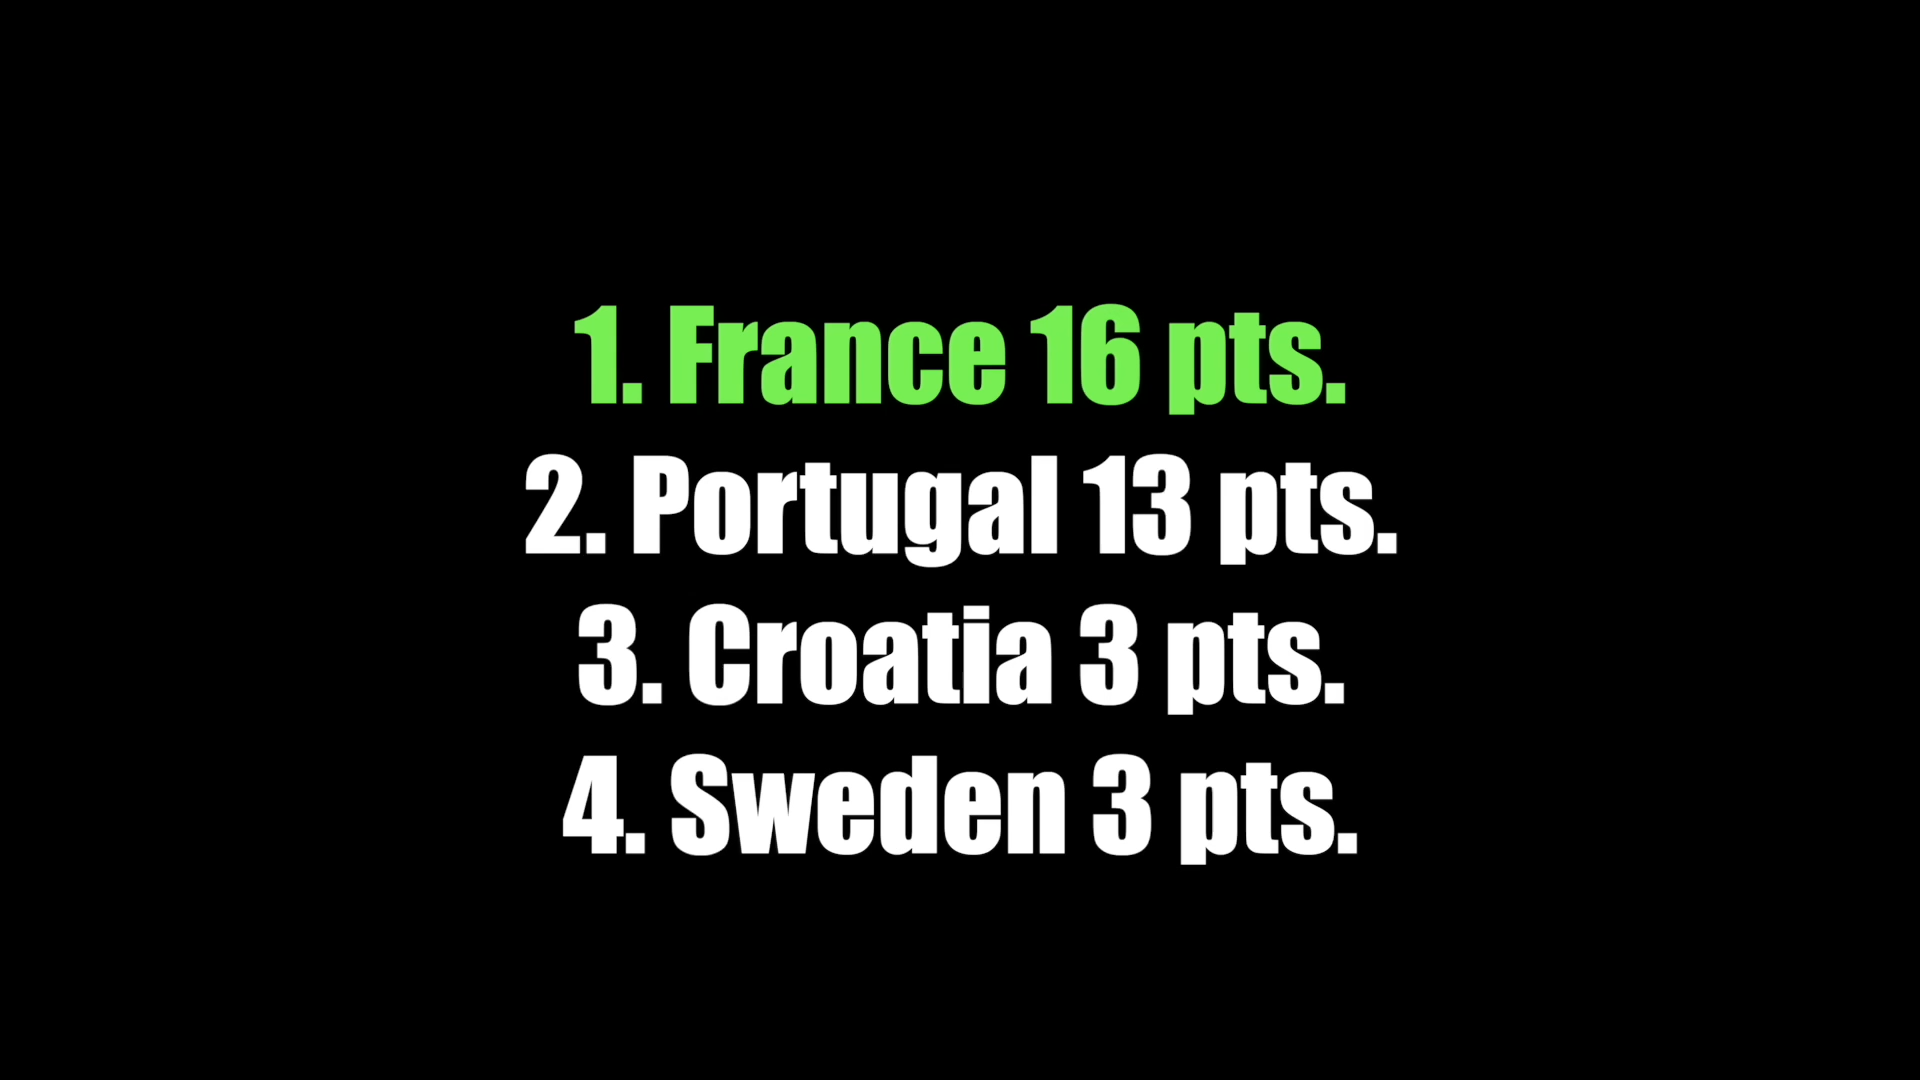 1. France 16 pts.
2. Portugal 13 pts.
3. Croatia 3 pts.
4. Sweden 3 pts.